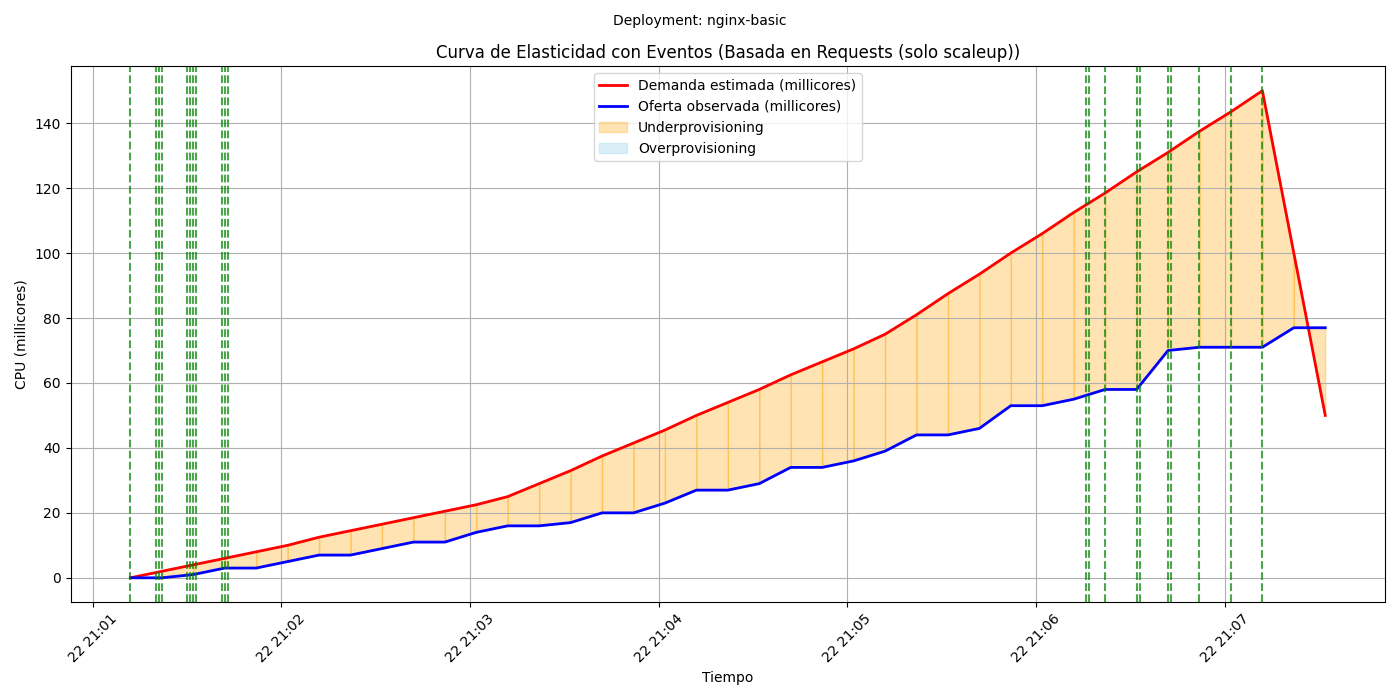 Deployment: nginx-basic
Curva de Elasticidad con Eventos (Basada en Requests (solo scaleup))
Demanda estimada (millicores)
Oferta observada (millicores)
Underprovisioning
Overprovisioning
CPU (millicores)
140
120
100
80
60
40
20
0
22 21:01
22 21:02
22 21:03
22 21:04
22 21:05
22 21:06
22 21:07
Tiempo